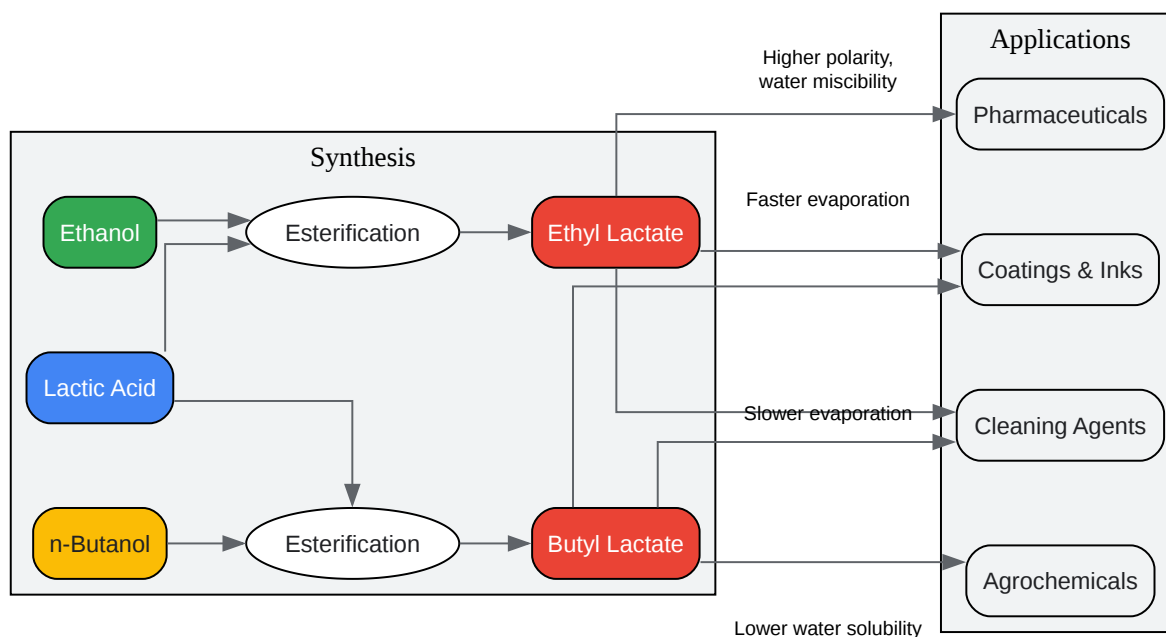 Applications
Higher polarity,
water miscibility
Pharmaceuticals
Synthesis
Ethanol
Esterification
Ethyl Lactate
Faster evaporation
Coatings & Inks
Lactic Acid
Slower evaporation
Cleaning Agents
n-Butanol
Esterification
Butyl Lactate
Agrochemicals
Lower water solubility